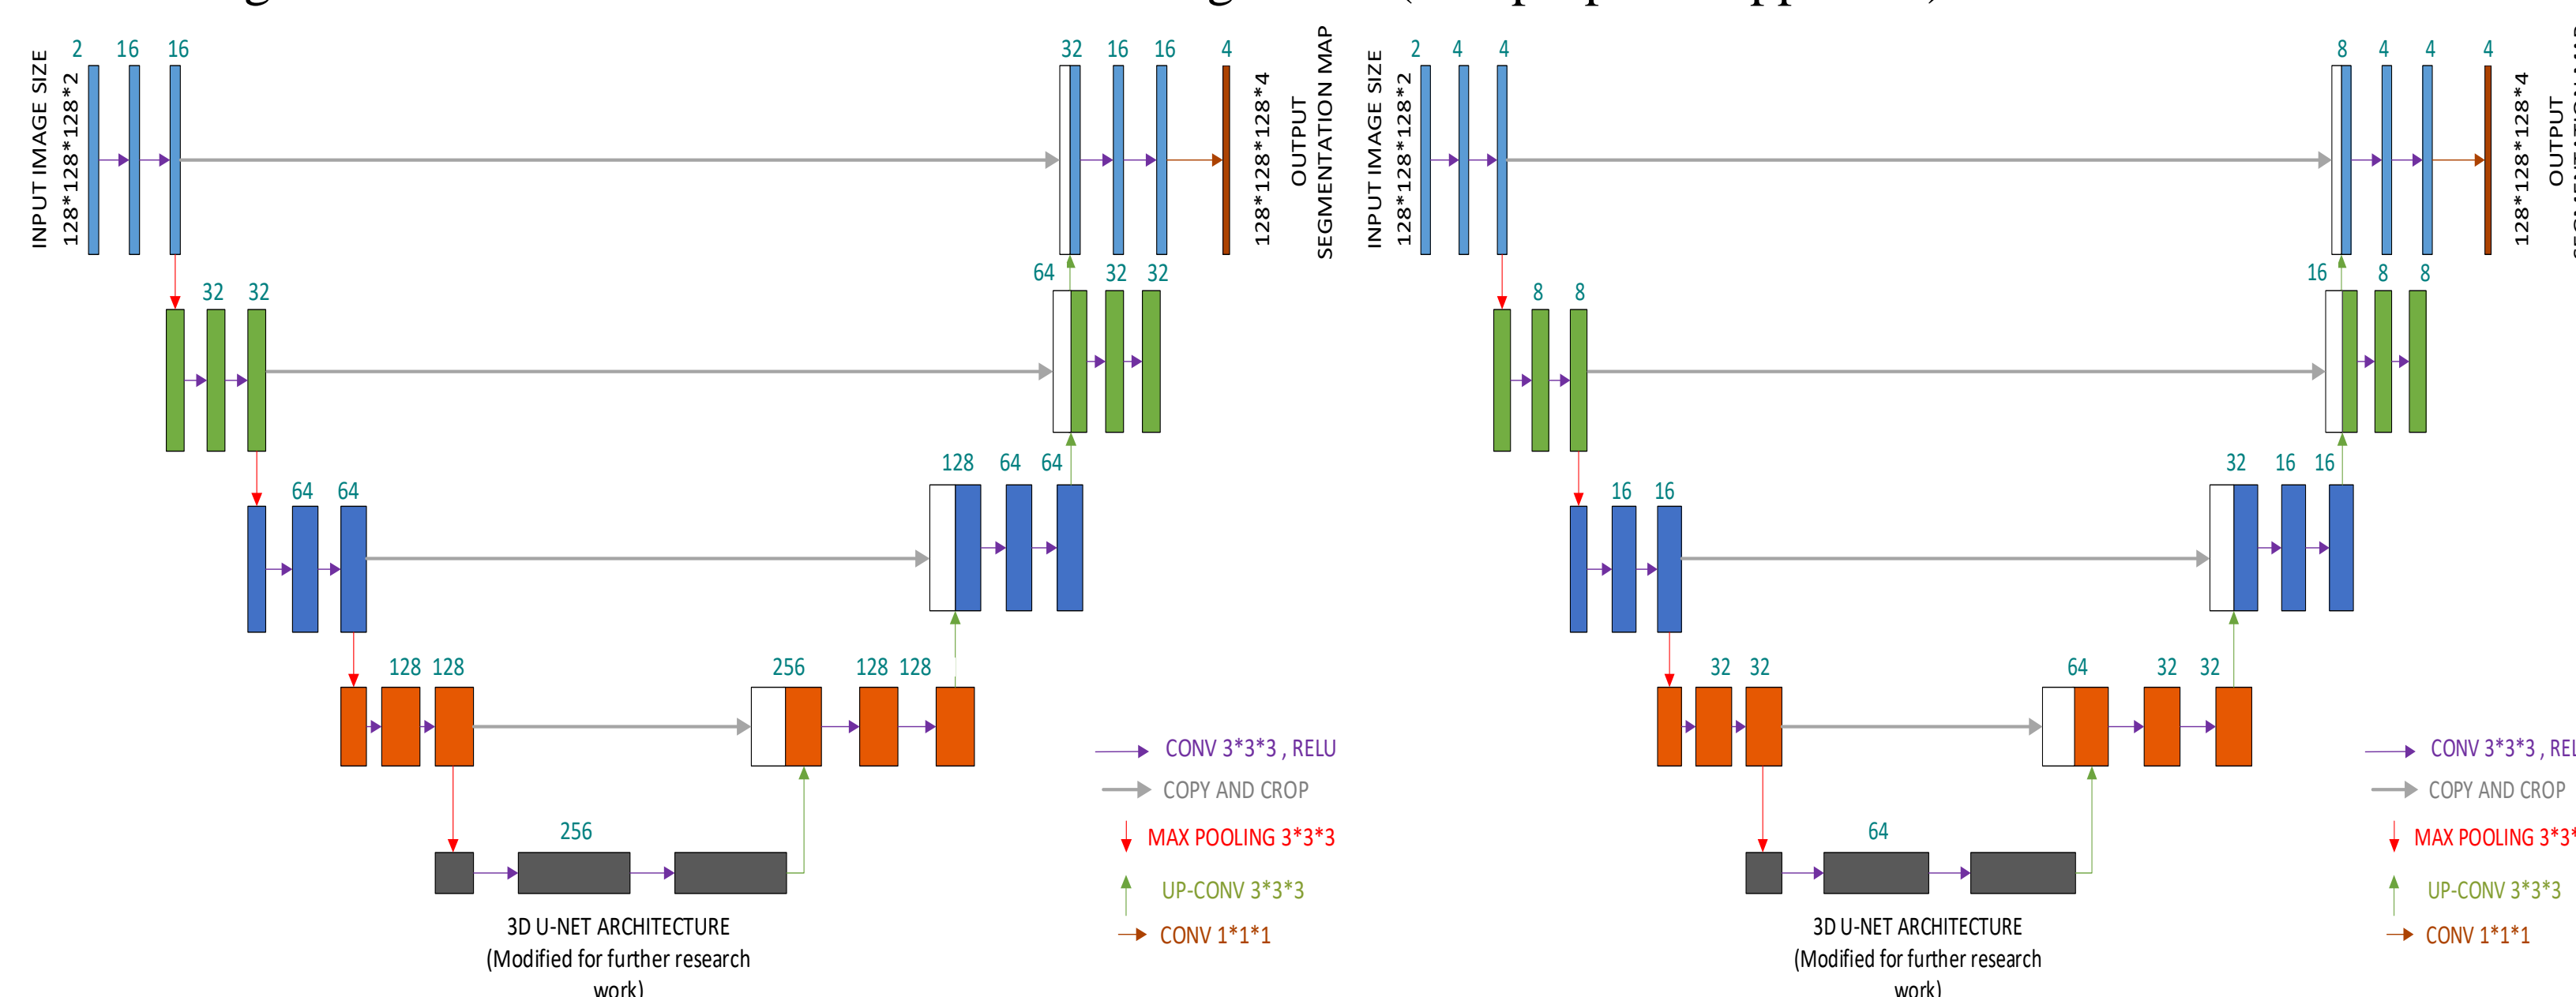 2 16 16
INPUT IMAGE SIZE
128*128*128*2
32 16 16 4
128*128*128*4
OUTPUT
SEGMENTATION MAP
32 32
64 32 32
64 64
128 64 64
128 128
256 128 128
256
CONV 3*3*3 , RELU
COPY AND CROP
MAX POOLING 3*3*3
UP-CONV 3*3*3
CONV 1*1*1
3D U-NET ARCHITECTURE
(Modified for further research
work)
2 4 4
INPUT IMAGE SIZE
128*128*128*2
8 4 4 4
128*128*128*4
OUTPUT
8 8
16 8 8
16 16
32 16 16
32 32
64 32 32
64
CONV 3*3*3 , REL
COPY AND CROP
MAX POOLING 3*3*
UP-CONV 3*3*3
CONV 1*1*1
3D U-NET ARCHITECTURE
(Modified for further research
work)